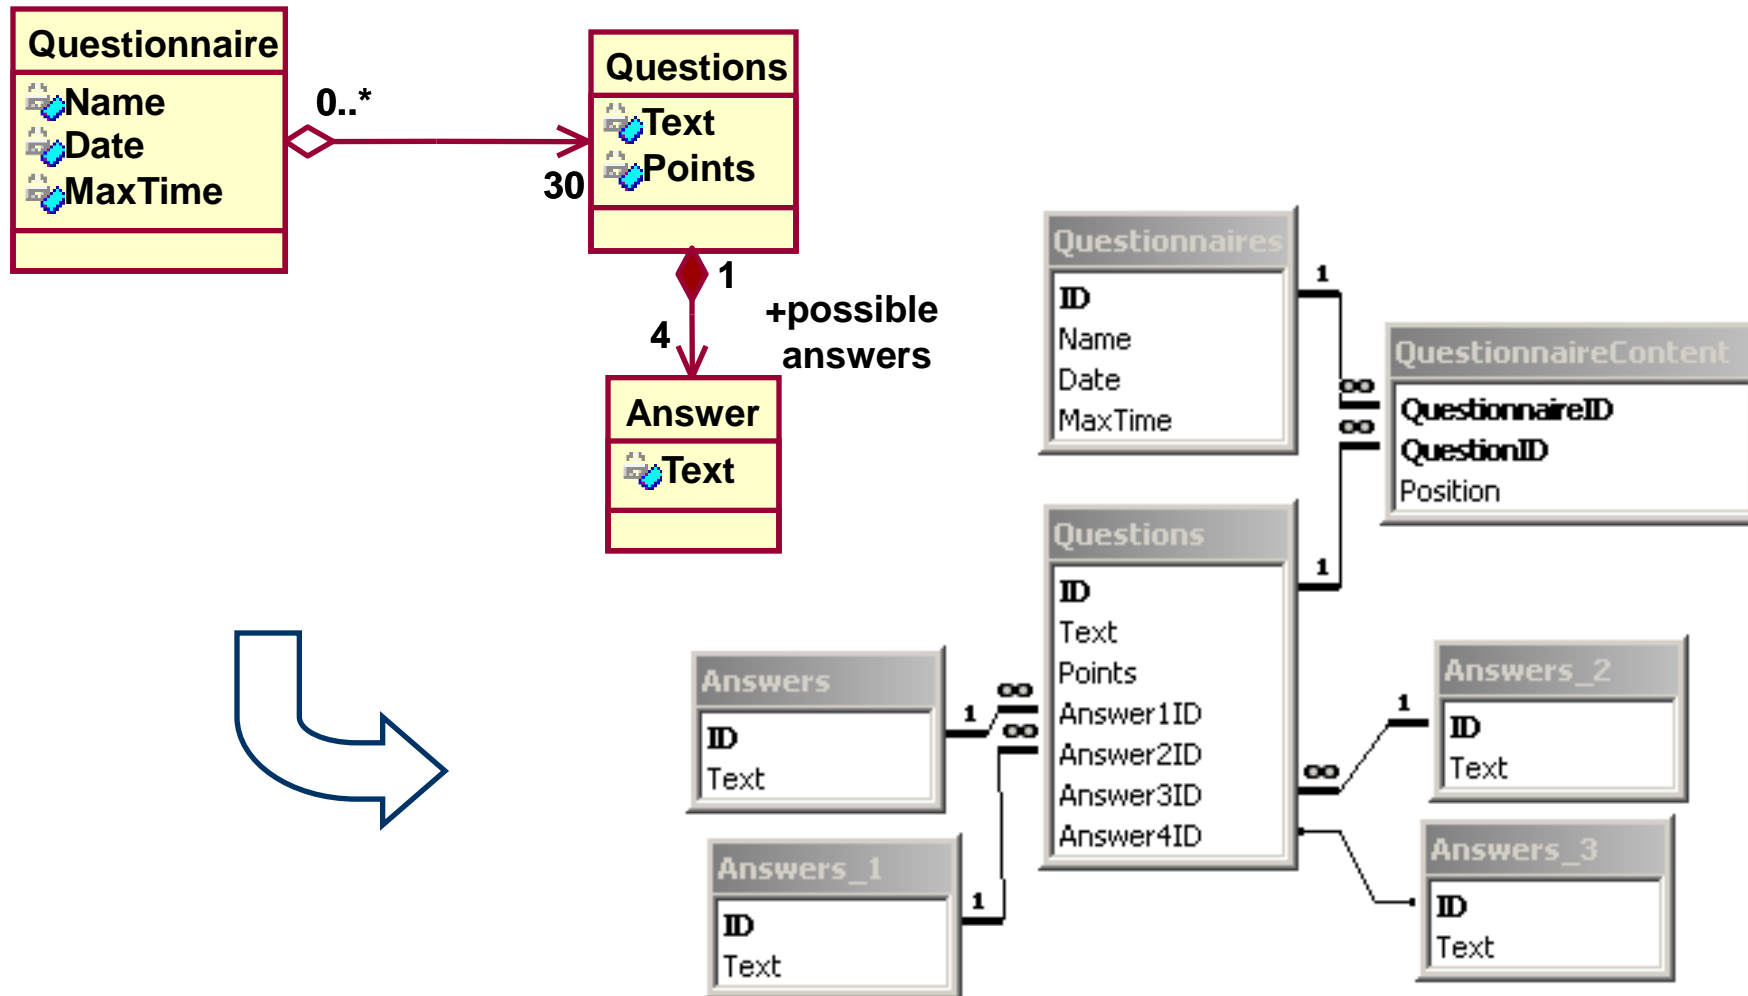 Questionnaire
Name
Date
MaxTime
0..*
30
Questions
Text
Points
1
4
+possible
answers
Answer
Text
Questionnaires
ID
Name
Date
MaxTime
1
∞
∞
QuestionnaireContent
QuestionnaireID
QuestionID
Position
Questions
ID
Text
Points
Answer1ID
Answer2ID
Answer3ID
Answer4ID
1
Answers
ID
Text
1
∞
∞
Answers_1
ID
Text
1
Answers_2
ID
Text
1
∞
Answers_3
ID
Text